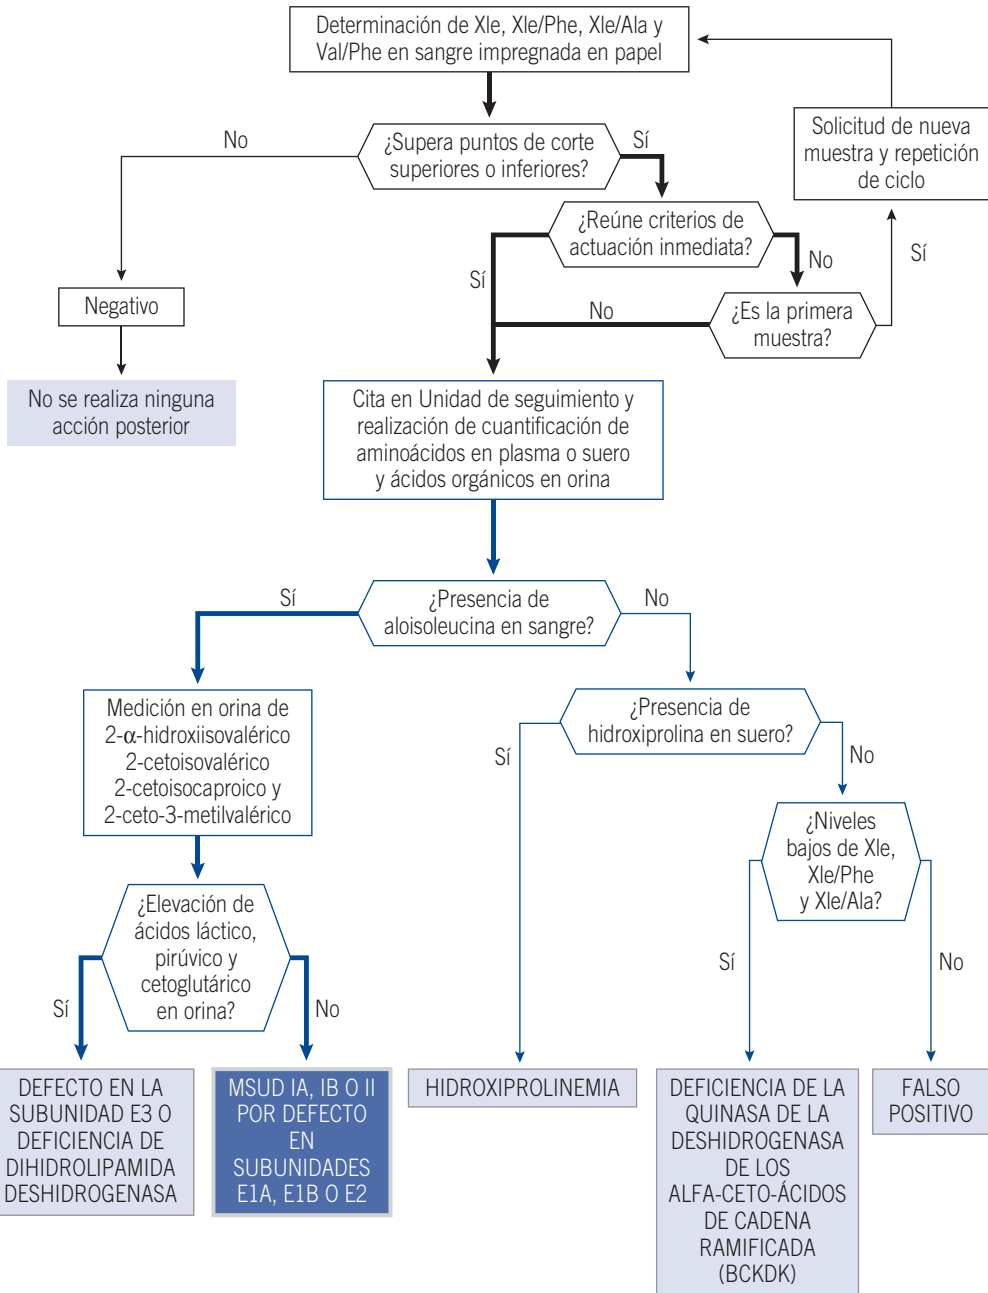 Determinación de Xle, Xle/Phe, Xle/Ala y
Val/Phe en sangre impregnada en papel
No
¿Supera puntos de corte
superiores o inferiores?
Sí
Solicitud de nueva
muestra y repetición
de ciclo
¿Reúne criterios de
actuación inmediata?
Sí
No
Sí
Negativo
No
¿Es la primera
muestra?
No se realiza ninguna
acción posterior
Cita en Unidad de seguimiento y
realización de cuantificación de
aminoácidos en plasma o suero
y ácidos orgánicos en orina
Sí
¿Presencia de
aloisoleucina en sangre?
No
Medición en orina de
2-α-hidroxiisovalérico
2-cetoisovalérico
2-cetoisocaproico y
2-ceto-3-metilvalérico
¿Presencia de
hidroxiprolina en suero?
Sí
No
¿Niveles
bajos de Xle,
Xle/Phe
y Xle/Ala?
¿Elevación de
ácidos láctico,
pirúvico y
cetoglutárico
en orina?
Sí
No
Sí
No
DEFECTO EN LA
SUBUNIDAD E3 O
DEFICIENCIA DE
DIHIDROLIPAMIDA
DESHIDROGENASA
MSUD IA, IB O II
POR DEFECTO
EN
SUBUNIDADES
E1A, E1B O E2
HIDROXIPROLINEMIA
DEFICIENCIA DE LA
QUINASA DE LA
DESHIDROGENASA
DE LOS
ALFA-CETO-ÁCIDOS
DE CADENA
RAMIFICADA
(BCKDK)
FALSO
POSITIVO